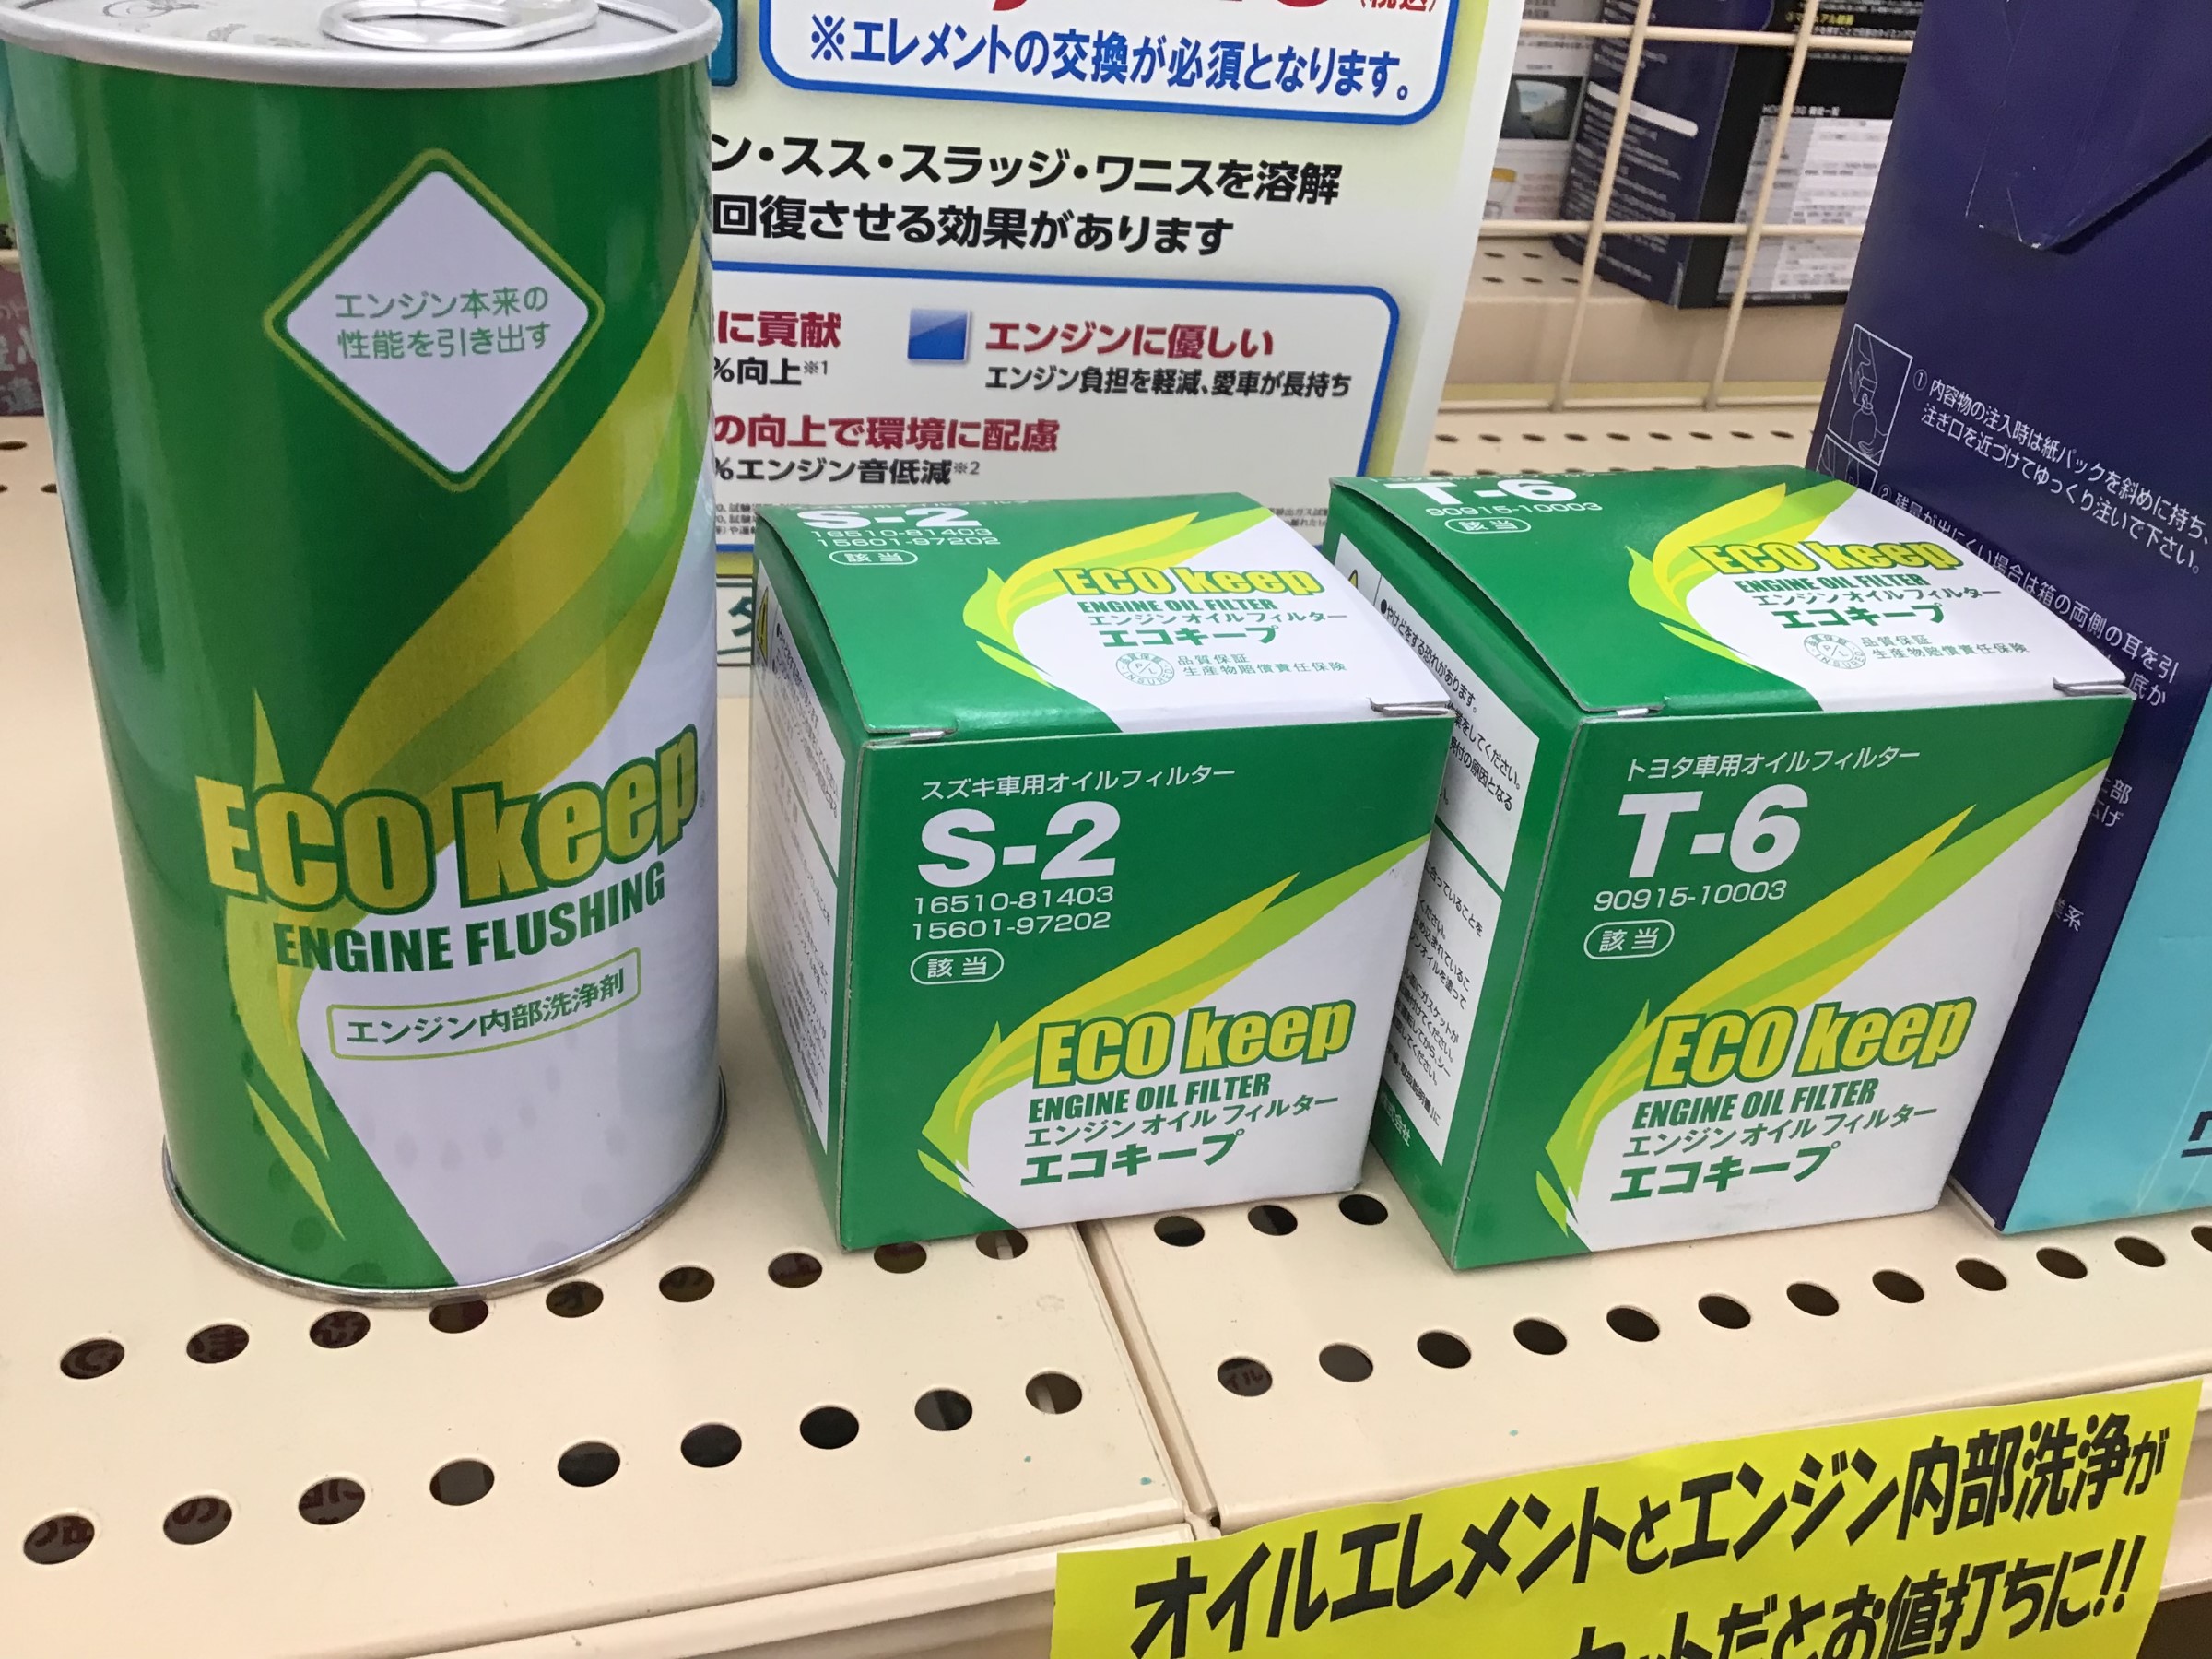 ※エレメントの交換が必須となります。
ン・スス・スラッジ・ワニスを溶解
回復させる効果があります
に貢献
%向上※1
エンジンに優しい
エンジン負担を軽減、愛車が長持ち
の向上で環境に配慮
%エンジン音低減※2
エンジン本来の
性能を引き出す
ECO keep
ENGINE FLUSHING
エンジン内部洗浄剤
S-2
16510-81403
15601-97202
該当
ECO keep
ENGINE OIL FILTER
エンジンオイルフィルター
エコキープ
品質保証
生産物賠償責任保険
スズキ車用オイルフィルター
S-2
16510-81403
15601-97202
該当
ECO keep
ENGINE OIL FILTER
エンジンオイルフィルター
エコキープ
T-6
90915-10003
該当
ECO keep
ENGINE OIL FILTER
エンジンオイルフィルター
エコキープ
品質保証
生産物賠償責任保険
トヨタ車用オイルフィルター
T-6
90915-10003
該当
ECO keep
ENGINE OIL FILTER
エンジンオイルフィルター
エコキープ
①内容物の注入時は紙パックを斜めに持ち、
注ぎ口を近づけてゆっくり注いで下さい。
オイルエレメントとエンジン内部洗浄が
セットだとお値打ちに!!